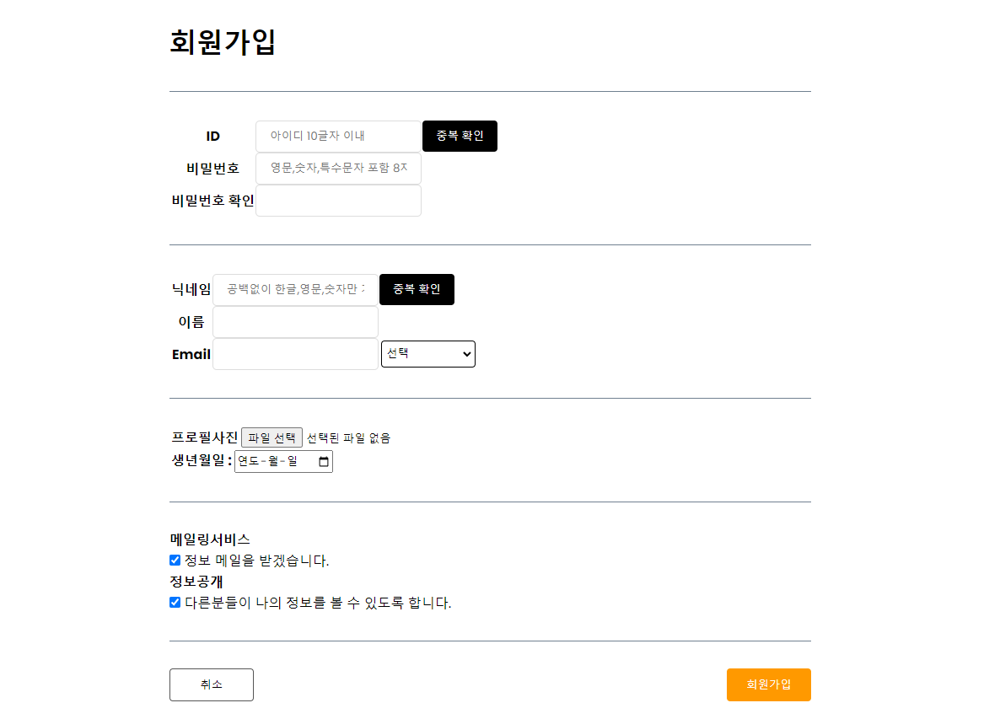 회원가입
ID 아이디 10글자 이내 중복 확인
비밀번호 영문,숫자,특수문자 포함 8
비밀번호 확인
닉네임 공백없이 한글,영문,숫자만 중복 확인
이름
Email 선택
프로필사진 파일 선택 선택된 파일 없음
생년월일 : 연도-월-일
메일링서비스
정보 메일을 받겠습니다.
정보공개
다른분들이 나의 정보를 볼 수 있도록 합니다.
취소 회원가입